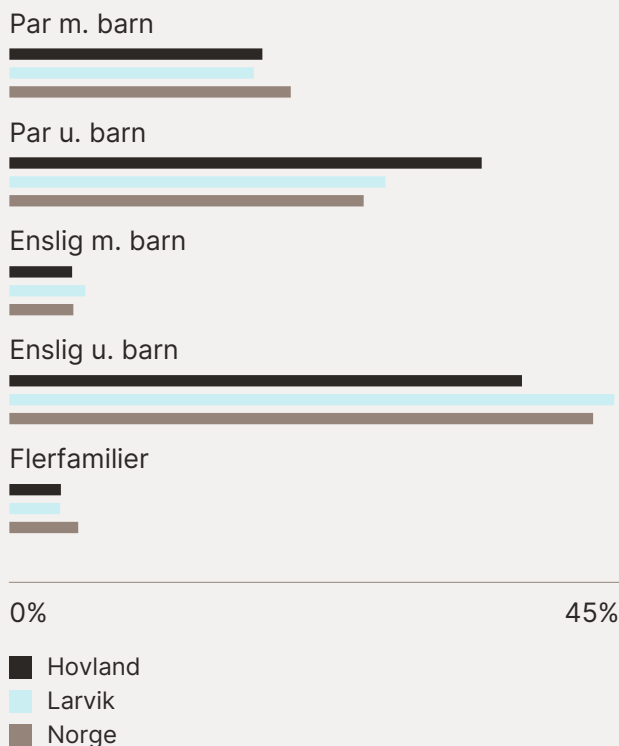 Par m. barn
Par u. barn
Enslig m. barn
Enslig u. barn
Flerfamilier
0% 45%
Hovland
Larvik
Norge